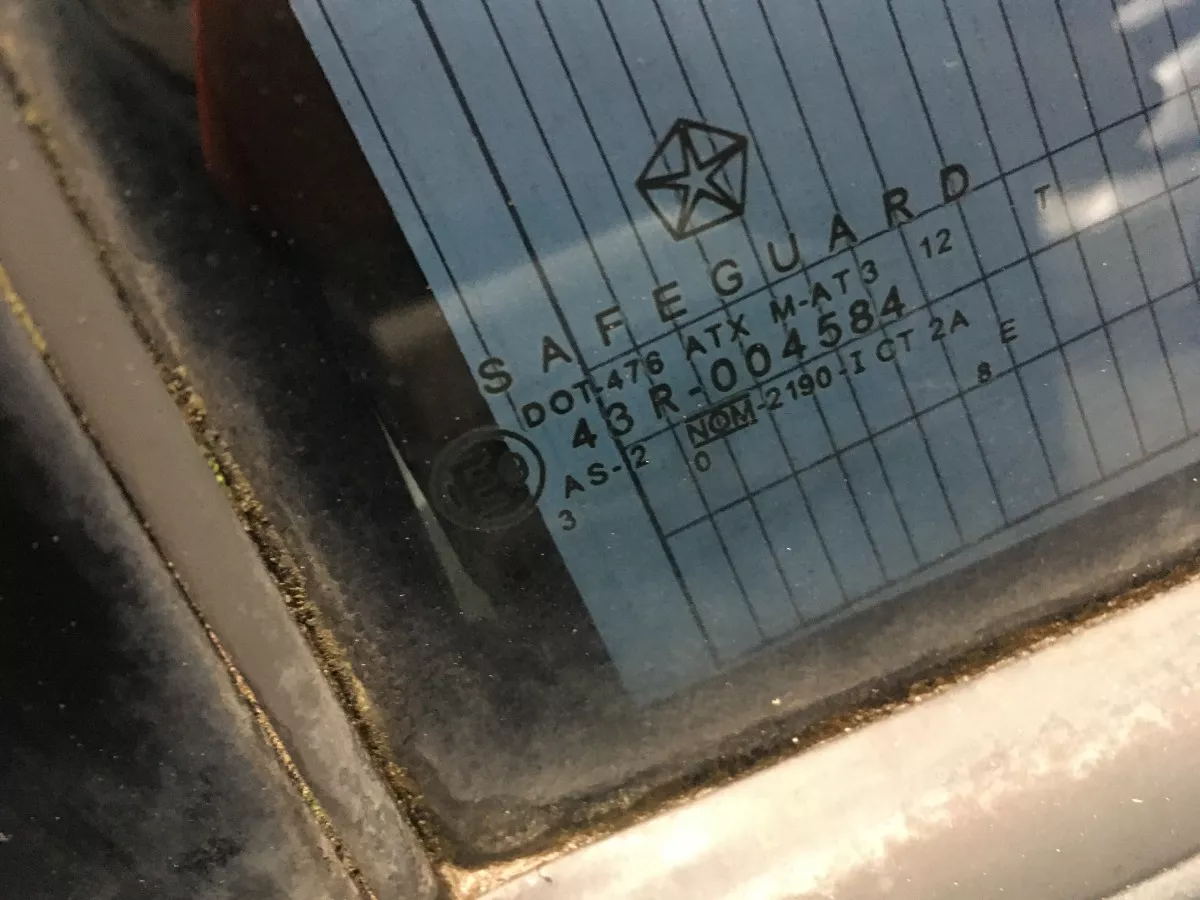 SAFEGUARD T
DOT-476 ATX M-AT3 12
43R-004584
AS-2 NOM-2190-I CT 2A E
3 0 8